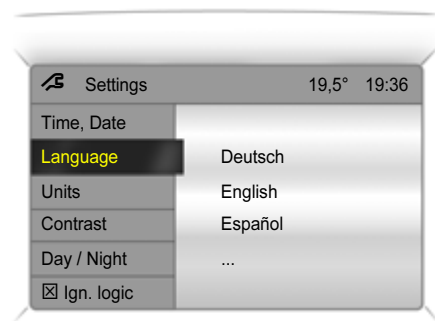 Settings 19,5° 19:36
Time, Date
Language Deutsch
Units English
Contrast Español
Day / Night ...
☒ Ign. logic